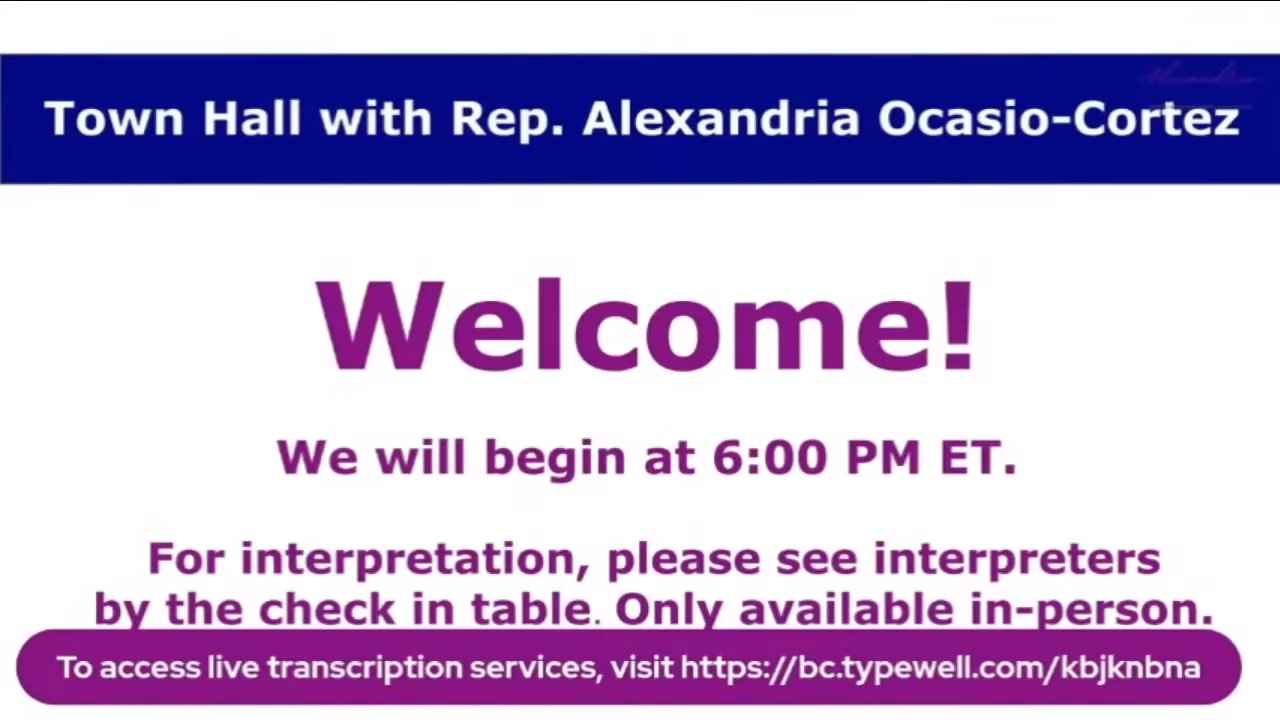 Town Hall with Rep. Alexandria Ocasio-Cortez
Welcome!
We will begin at 6:00 PM ET.
For interpretation, please see interpreters
by the check in table. Only available in-person.
To access live transcription services, visit https://bc.typewell.com/kbjknbna